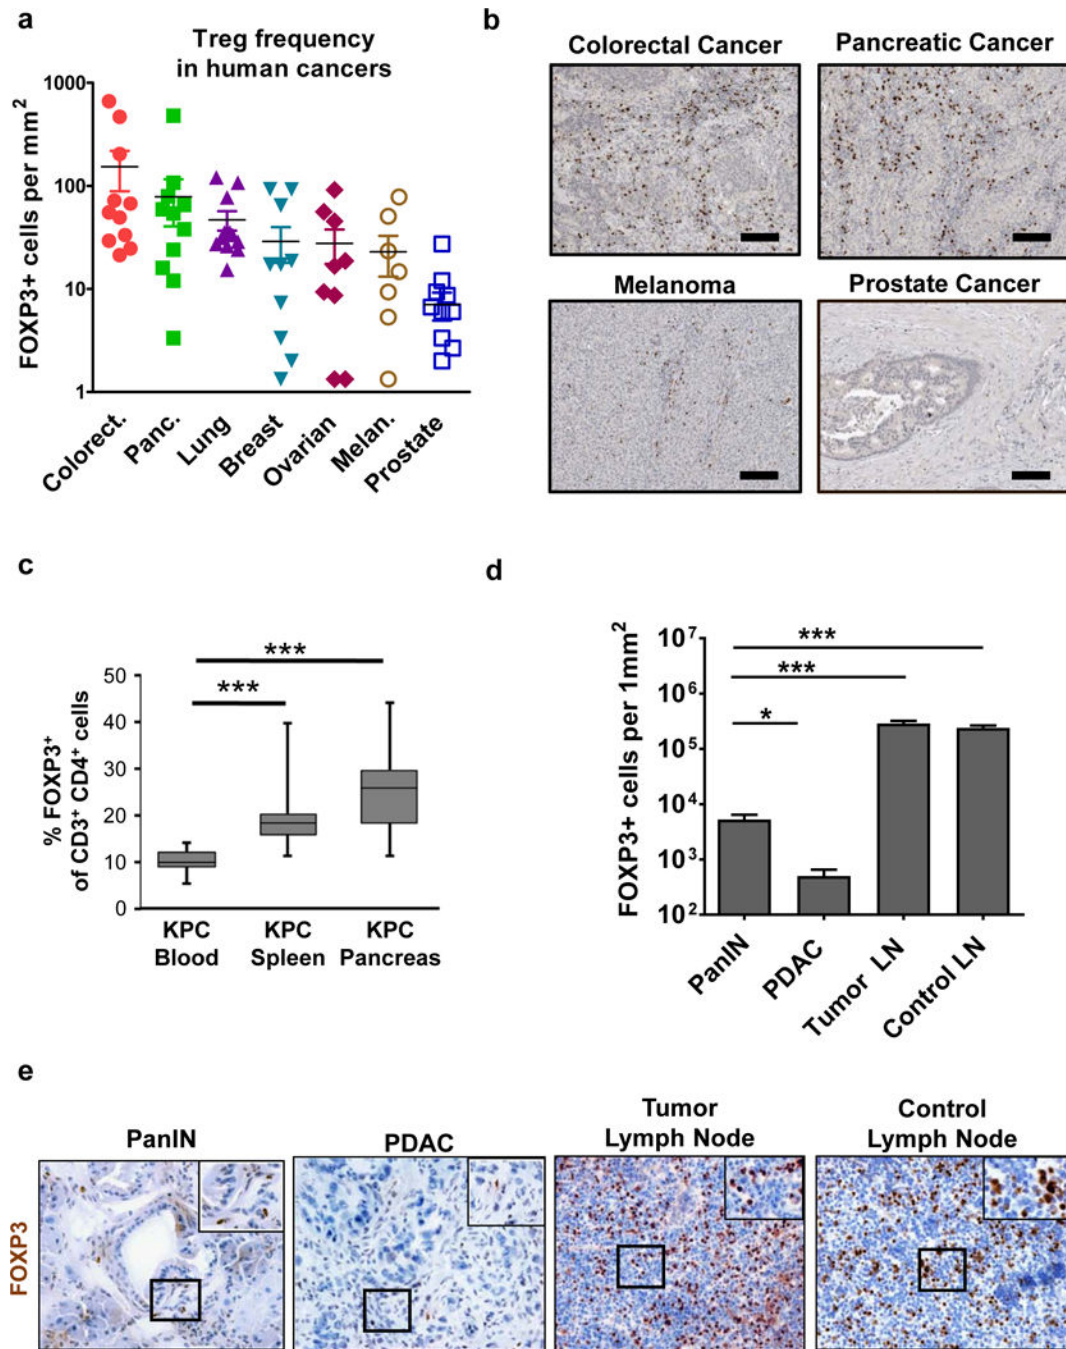 a
Treg frequency
in human cancers
FOXP3+ cells per mm²
1000
100
10
1
Colorect.
Panc.
Lung
Breast
Ovarian
Melan.
Prostate
b
Colorectal Cancer
Pancreatic Cancer
Melanoma
Prostate Cancer
c
% FOXP3⁺
of CD3⁺ CD4⁺ cells
50
40
30
20
10
0
***
***
KPC
Blood
KPC
Spleen
KPC
Pancreas
d
FOXP3+ cells per 1mm²
10⁷
10⁶
10⁵
10⁴
10³
10²
***
***
*
PanIN
PDAC
Tumor LN
Control LN
e
FOXP3
PanIN
PDAC
Tumor
Lymph Node
Control
Lymph Node